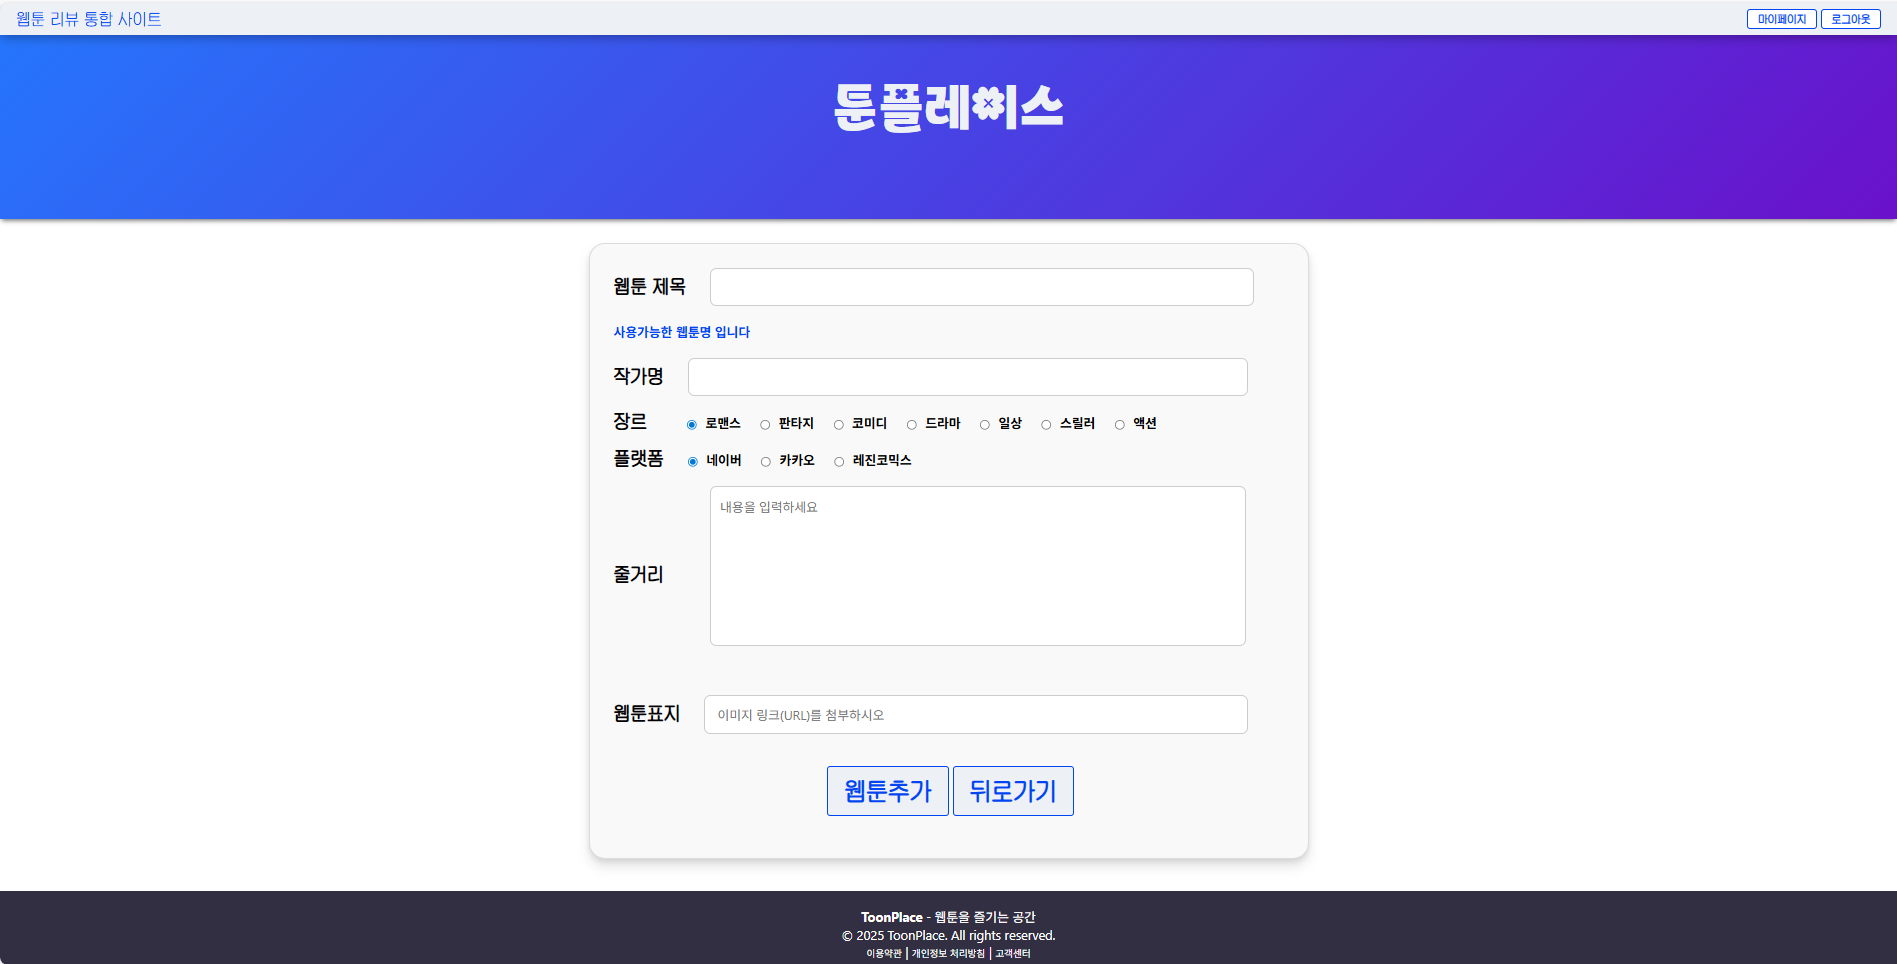 웹툰 리뷰 통합 사이트
마이페이지 로그아웃
툰플레이스
웹툰 제목
사용가능한 웹툰명 입니다
작가명
장르 로맨스 판타지 코미디 드라마 일상 스릴러 액션
플랫폼 네이버 카카오 레진코믹스
내용을 입력하세요
줄거리
웹툰표지 이미지 링크(URL)를 첨부하시오
웹툰추가 뒤로가기
ToonPlace - 웹툰을 즐기는 공간
© 2025 ToonPlace. All rights reserved.
이용약관 | 개인정보 처리방침 | 고객센터